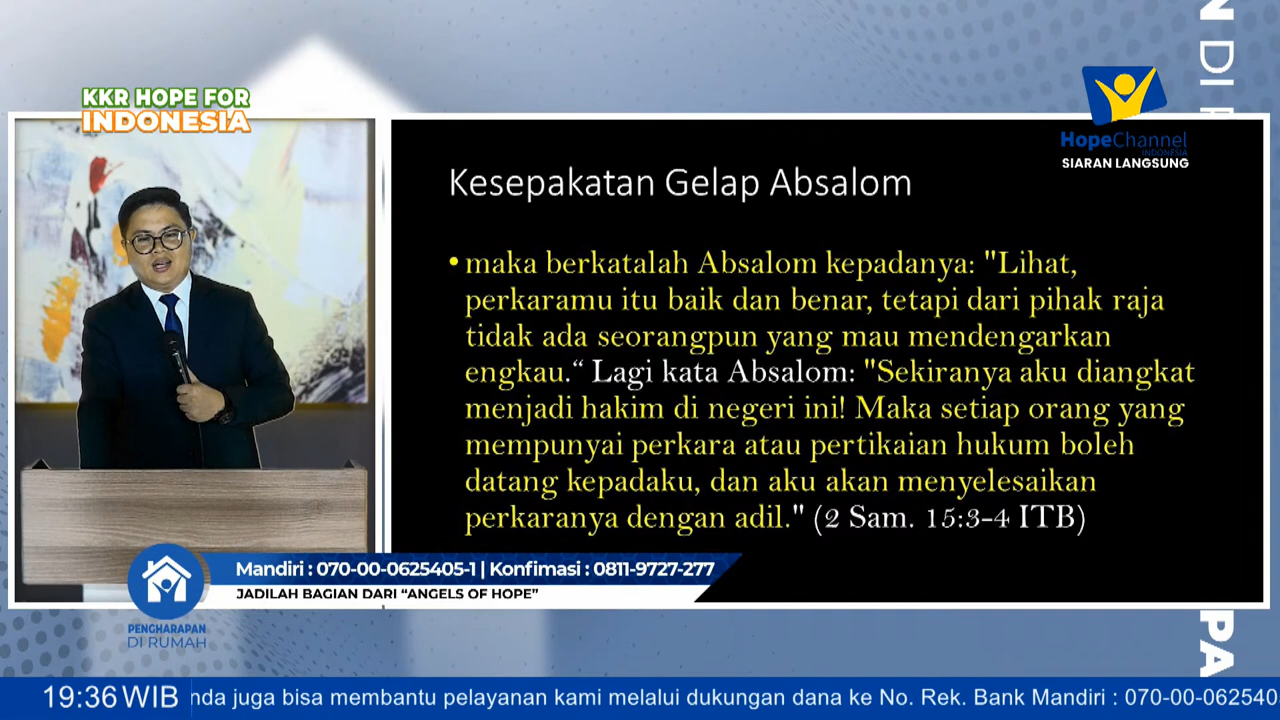 KKR HOPE FOR
INDONESIA
HopeChannel
INDONESIA
SIARAN LANGSUNG
Kesepakatan Gelap Absalom
• maka berkatalah Absalom kepadanya: "Lihat,
perkaramu itu baik dan benar, tetapi dari pihak raja
tidak ada seorangpun yang mau mendengarkan
engkau.“ Lagi kata Absalom: "Sekiranya aku diangkat
menjadi hakim di negeri ini! Maka setiap orang yang
mempunyai perkara atau pertikaian hukum boleh
datang kepadaku, dan aku akan menyelesaikan
perkaranya dengan adil." (2 Sam. 15:3-4 ITB)
Mandiri : 070-00-0625405-1 | Konfimasi : 0811-9727-277
JADILAH BAGIAN DARI “ANGELS OF HOPE”
PENGHARAPAN
DI RUMAH
19:36 WIB
nda juga bisa membantu pelayanan kami melalui dukungan dana ke No. Rek. Bank Mandiri : 070-00-062540
N DI
PA